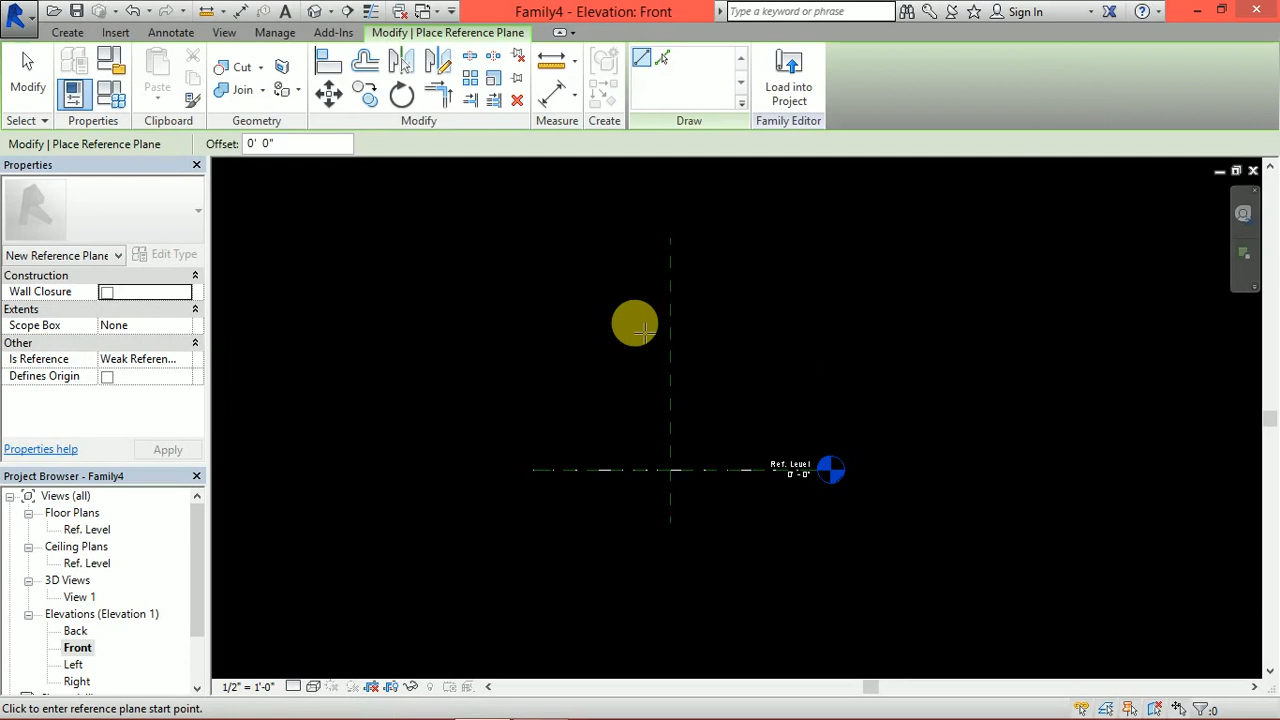 Family4 - Elevation: Front
Type a keyword or phrase
Sign In
Create
Insert
Annotate
View
Manage
Add-Ins
Modify | Place Reference Plane
Modify
Paste
Cut
Join
Load into
Project
Select
Properties
Clipboard
Geometry
Modify
Measure
Create
Draw
Family Editor
Modify | Place Reference Plane
Offset:
0' 0"
Properties
New Reference Plane
Edit Type
Construction
Wall Closure
Extents
Scope Box
None
Other
Is Reference
Weak Referen...
Defines Origin
Properties help
Apply
Project Browser - Family4
Views (all)
Floor Plans
Ref. Level
Ceiling Plans
Ref. Level
3D Views
View 1
Elevations (Elevation 1)
Back
Front
Left
Right
Ref. Level
0' - 0"
1/2" = 1'-0"
Click to enter reference plane start point.
:0